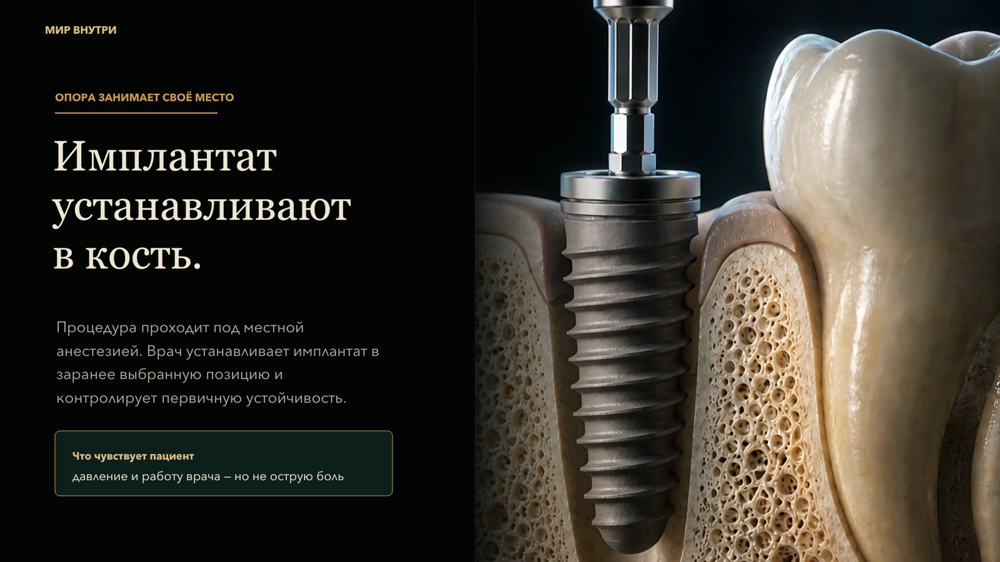 МИР ВНУТРИ
ОПОРА ЗАНИМАЕТ СВОЁ МЕСТО
Имплантат
устанавливают
в кость.
Процедура проходит под местной
анестезией. Врач устанавливает имплантат в
заранее выбранную позицию и
контролирует первичную устойчивость.
Что чувствует пациент
давление и работу врача – но не острую боль